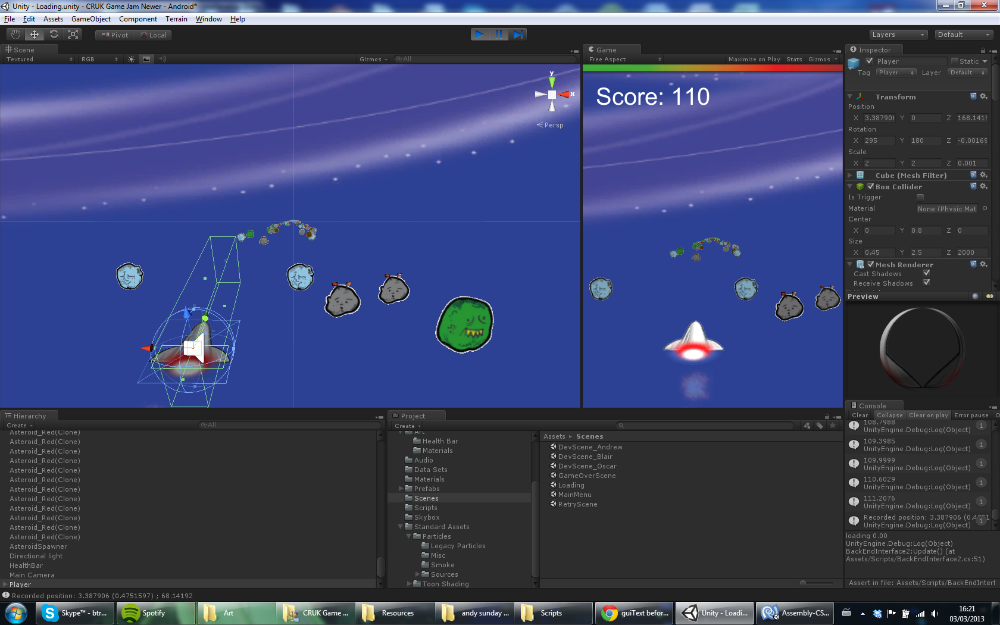 Unity - Loading.unity - CRUK Game Jam Newer - Android*
File Edit Assets GameObject Component Terrain Window Help
Pivot Local Layers Default
Scene
Textured RGB Gizmos All
y
x
Persp
Game
Free Aspect Maximize on Play Stats Gizmos
Score: 110
Inspector
Player Static
Tag Player Layer Default
Transform
Position
X 3.387906 Y 0 Z 168.1419
Rotation
X 295 Y 180 Z -0.00169
Scale
X 2 Y 2 Z 0.001
Cube (Mesh Filter)
Box Collider
Is Trigger
Material None (Physic Mat
Center
X 0 Y 0.8 Z 0
Size
X 0.45 Y 2.5 Z 2000
Mesh Renderer
Cast Shadows
Receive Shadows
Preview
Hierarchy
Create All
Asteroid_Red(Clone)
Asteroid_Red(Clone)
Asteroid_Red(Clone)
Asteroid_Red(Clone)
Asteroid_Red(Clone)
Asteroid_Red(Clone)
Asteroid_Red(Clone)
Asteroid_Red(Clone)
Asteroid_Red(Clone)
Asteroid_Red(Clone)
Asteroid_Red(Clone)
Asteroid_Red(Clone)
AsteroidSpawner
Directional light
HealthBar
Main Camera
Player
Project
Create
Art
Health Bar
Materials
Audio
Data Sets
Materials
Prefabs
Scenes
Scripts
Skybox
Standard Assets
Particles
Legacy Particles
Misc
Smoke
Sources
Toon Shading
Assets Scenes
DevScene_Andrew
DevScene_Blair
DevScene_Oscar
GameOverScene
Loading
MainMenu
RetryScene
Console
Clear Collapse Clear on play Error pause
108.7988
UnityEngine.Debug:Log(Object) 1
109.3985
UnityEngine.Debug:Log(Object) 1
109.9999
UnityEngine.Debug:Log(Object) 1
110.6029
UnityEngine.Debug:Log(Object) 1
111.2076
UnityEngine.Debug:Log(Object) 1
Recorded position: 3.387906 (0.4751
UnityEngine.Debug:Log(Object) 1
loading 0.00
UnityEngine.Debug:Log(Object)
BackEndInterface2:Update() (at
Assets/Scripts/BackEndInterface2.cs:51)
Assert in file: Assets/Scripts/BackEndInterf
Recorded position: 3.387906 (0.4751597) ; 68.14192
Skype™ - btr... Spotify Art CRUK Game ... Resources andy sunday ... Scripts guiText befor... Unity - Loadi... Assembly-CS...
16:21
03/03/2013